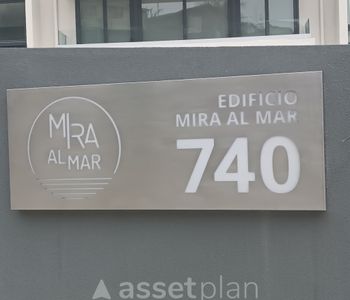 MIRA
AL MAR
EDIFICIO
MIRA AL MAR
740
assetplan